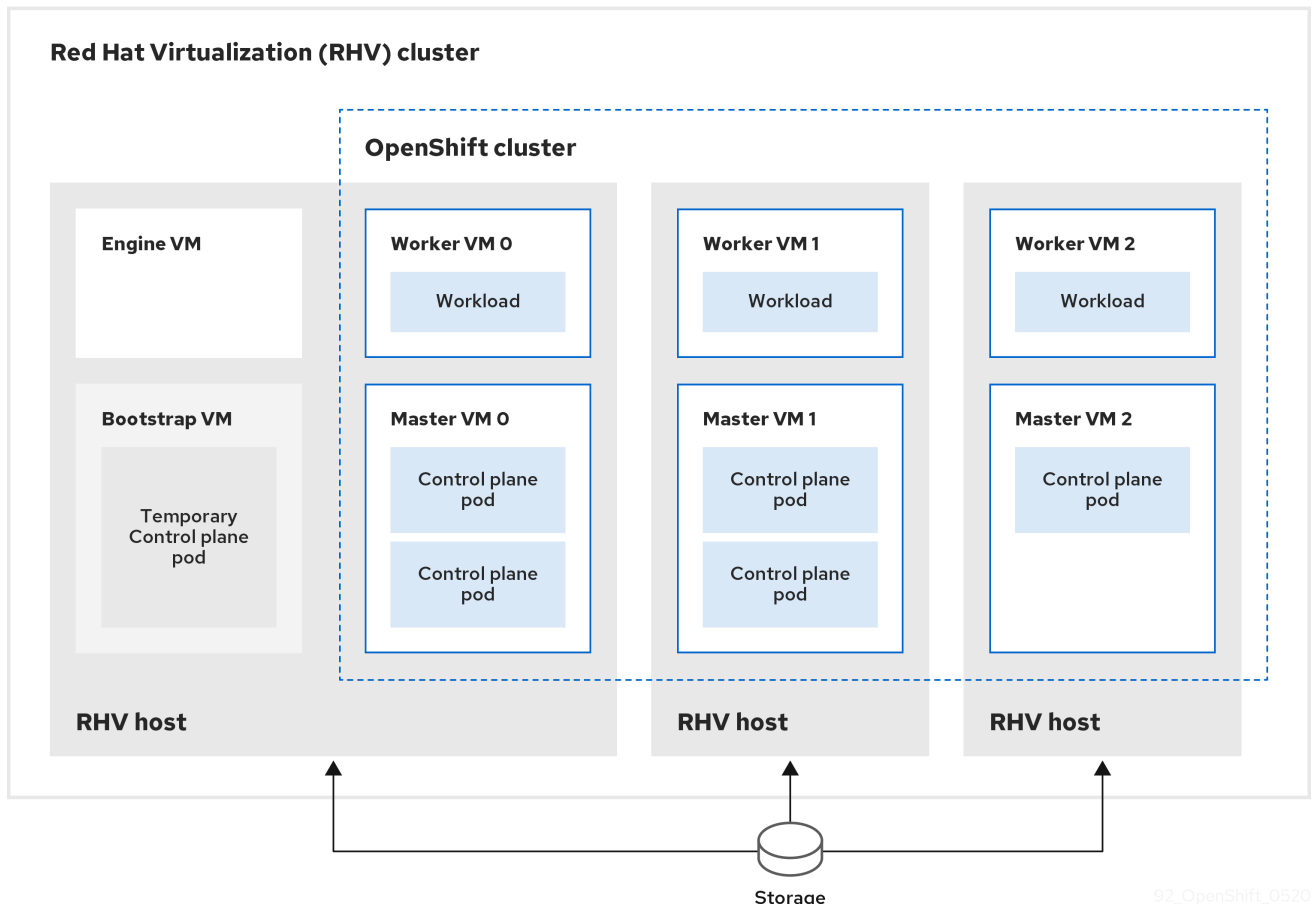 Red Hat Virtualization (RHV) cluster
OpenShift cluster
Engine VM
Worker VM 0
Workload
Worker VM 1
Workload
Worker VM 2
Workload
Bootstrap VM
Temporary
Control plane
pod
Master VM 0
Control plane
pod
Control plane
pod
Master VM 1
Control plane
pod
Control plane
pod
Master VM 2
Control plane
pod
RHV host
RHV host
RHV host
Storage
92_OpenShift_0520